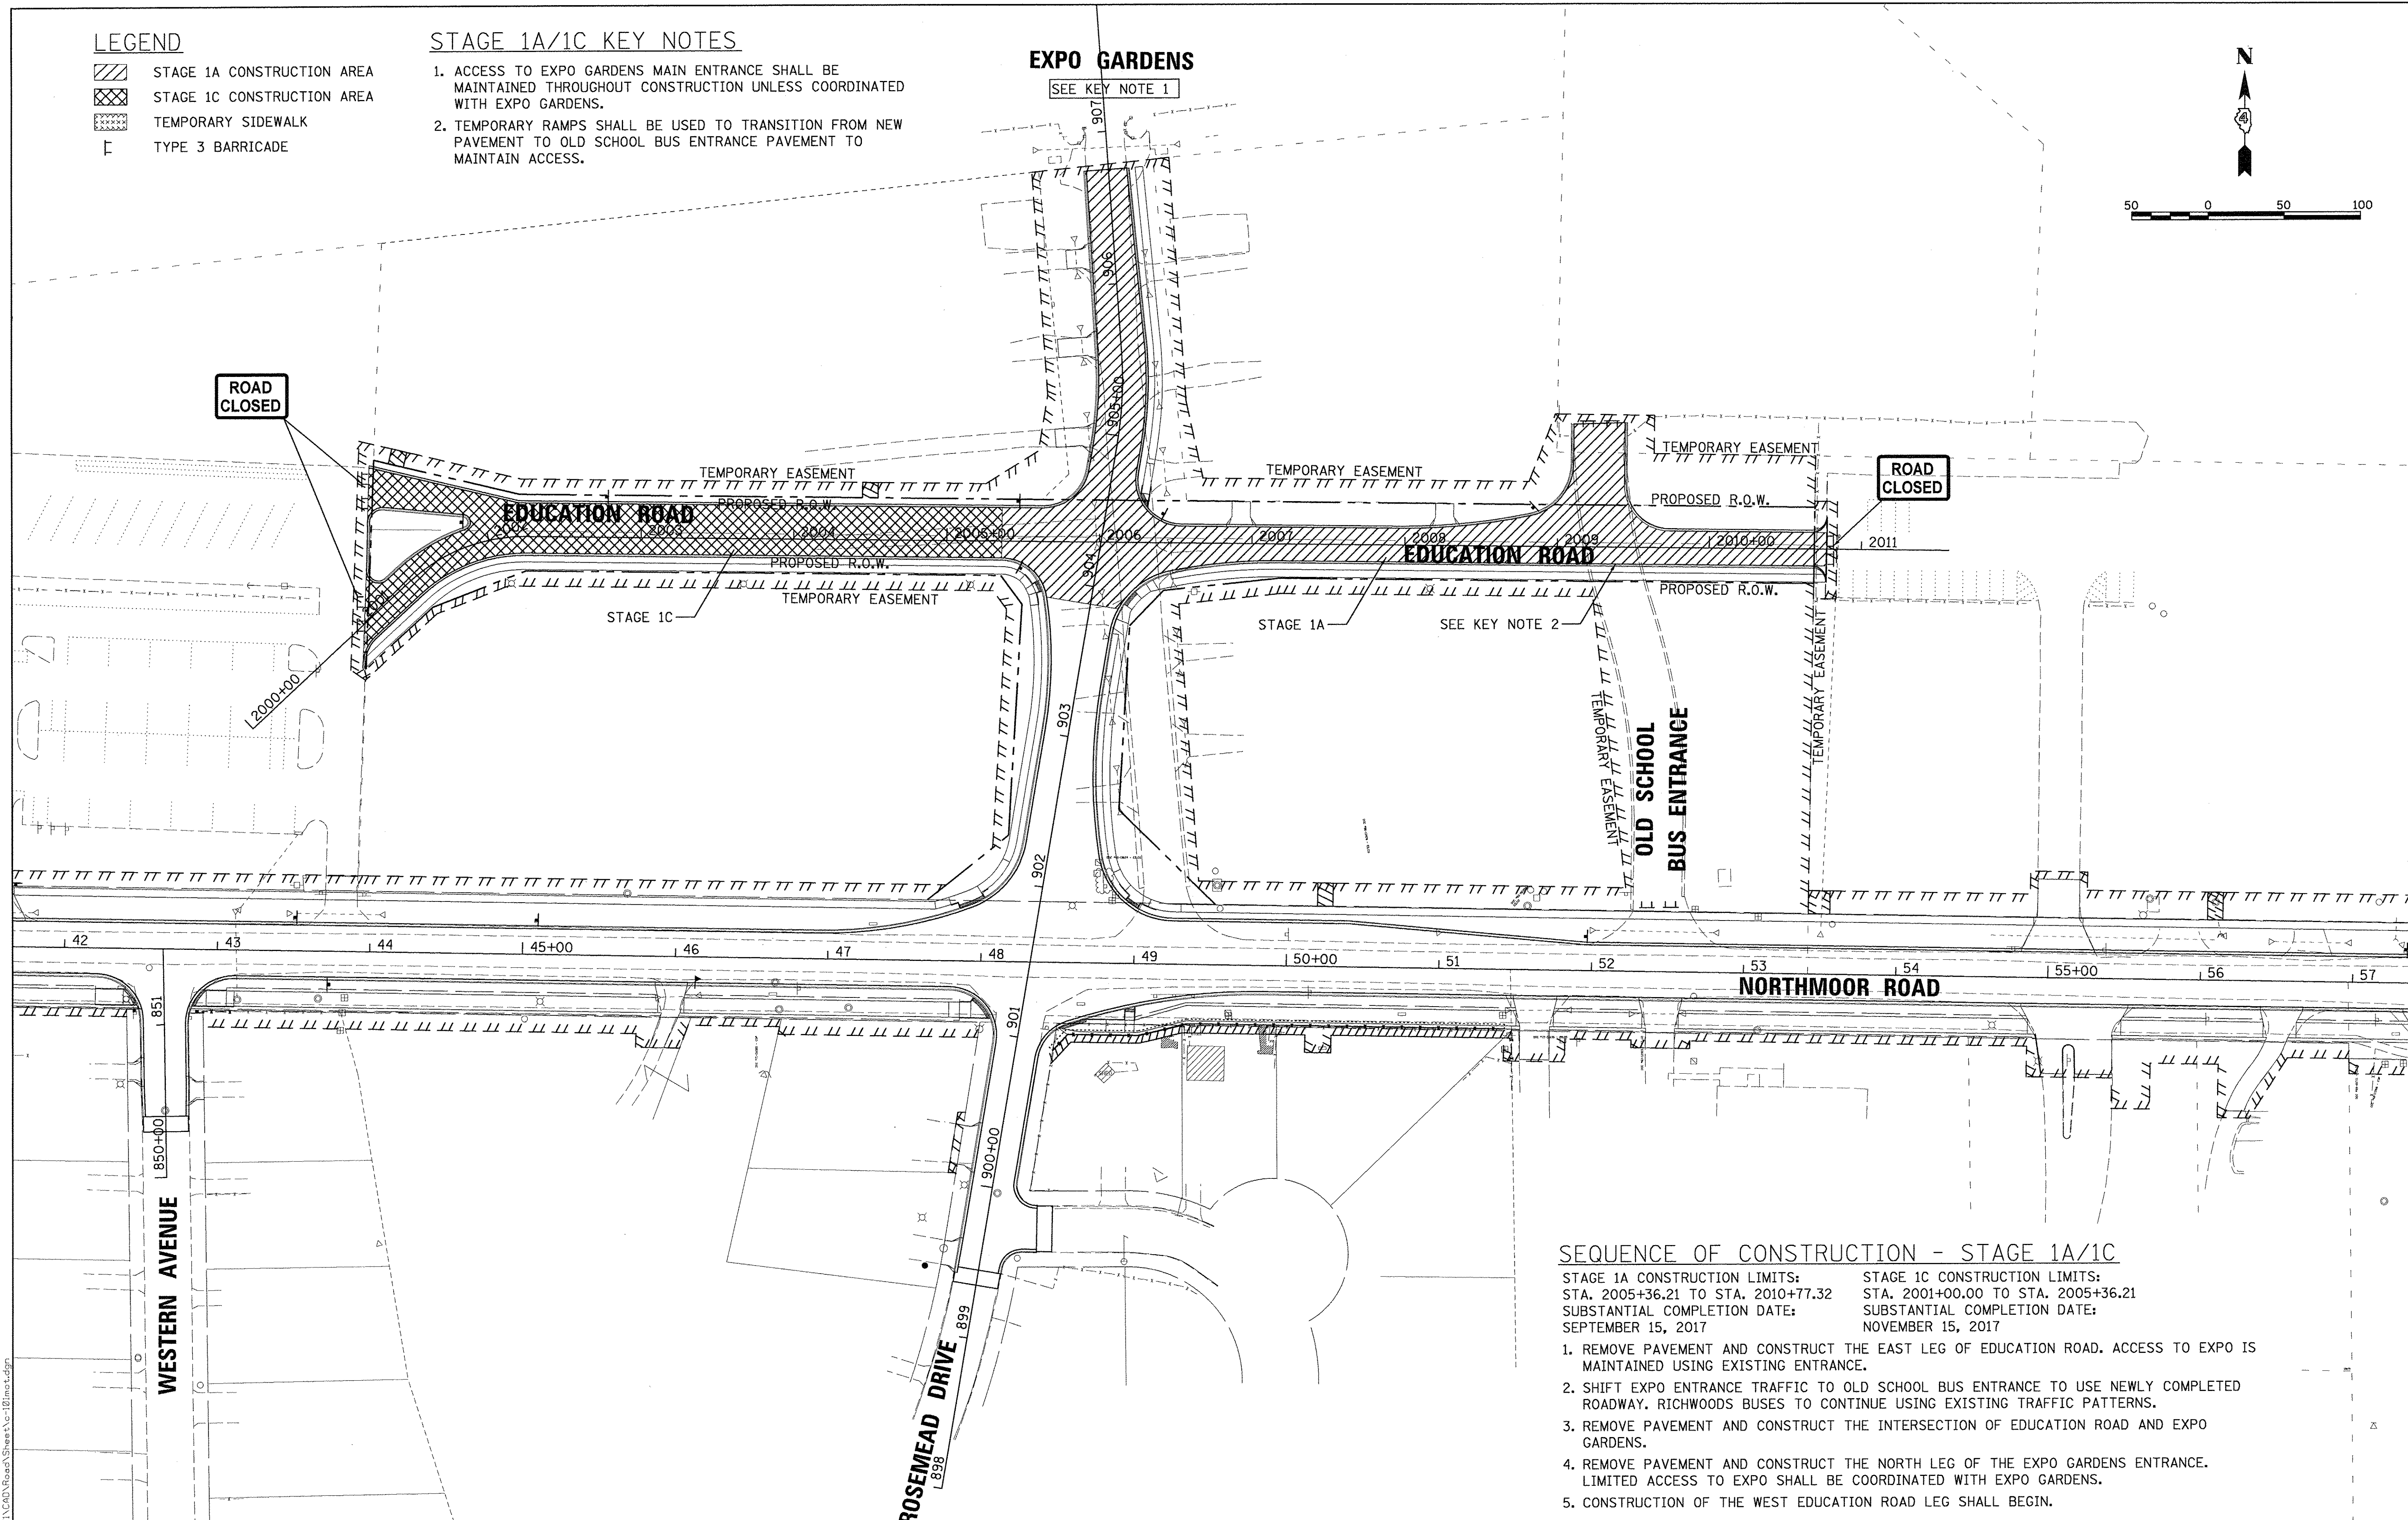 LEGEND
STAGE 1A CONSTRUCTION AREA
STAGE 1C CONSTRUCTION AREA
TEMPORARY SIDEWALK
TYPE 3 BARRICADE
STAGE 1A/1C KEY NOTES
1. ACCESS TO EXPO GARDENS MAIN ENTRANCE SHALL BE
MAINTAINED THROUGHOUT CONSTRUCTION UNLESS COORDINATED
WITH EXPO GARDENS.
2. TEMPORARY RAMPS SHALL BE USED TO TRANSITION FROM NEW
PAVEMENT TO OLD SCHOOL BUS ENTRANCE PAVEMENT TO
MAINTAIN ACCESS.
EXPO GARDENS
SEE KEY NOTE 1
N
4
50 0 50 100
907
906
905+00
904
903
902
901
900+00
899
898
ROAD
CLOSED
ROAD
CLOSED
TEMPORARY EASEMENT
TEMPORARY EASEMENT
TEMPORARY EASEMENT
PROPOSED R.O.W.
PROPOSED R.O.W.
EDUCATION ROAD
2000+00
2002 2003 2004 2005+00 2006 2007 2008 2009 2010+00 2011
EDUCATION ROAD
PROPOSED R.O.W.
PROPOSED R.O.W.
TEMPORARY EASEMENT
STAGE 1C
STAGE 1A
SEE KEY NOTE 2
TEMPORARY EASEMENT
TEMPORARY EASEMENT
OLD SCHOOL
BUS ENTRANCE
42 43 44 45+00 46 47 48 49 50+00 51 52 53 54 55+00 56 57
NORTHMOOR ROAD
851
850+00
WESTERN AVENUE
ROSEMEAD DRIVE
SEQUENCE OF CONSTRUCTION - STAGE 1A/1C
STAGE 1A CONSTRUCTION LIMITS:
STA. 2005+36.21 TO STA. 2010+77.32
SUBSTANTIAL COMPLETION DATE:
SEPTEMBER 15, 2017
STAGE 1C CONSTRUCTION LIMITS:
STA. 2001+00.00 TO STA. 2005+36.21
SUBSTANTIAL COMPLETION DATE:
NOVEMBER 15, 2017
1. REMOVE PAVEMENT AND CONSTRUCT THE EAST LEG OF EDUCATION ROAD. ACCESS TO EXPO IS
MAINTAINED USING EXISTING ENTRANCE.
2. SHIFT EXPO ENTRANCE TRAFFIC TO OLD SCHOOL BUS ENTRANCE TO USE NEWLY COMPLETED
ROADWAY. RICHWOODS BUSES TO CONTINUE USING EXISTING TRAFFIC PATTERNS.
3. REMOVE PAVEMENT AND CONSTRUCT THE INTERSECTION OF EDUCATION ROAD AND EXPO
GARDENS.
4. REMOVE PAVEMENT AND CONSTRUCT THE NORTH LEG OF THE EXPO GARDENS ENTRANCE.
LIMITED ACCESS TO EXPO SHALL BE COORDINATED WITH EXPO GARDENS.
5. CONSTRUCTION OF THE WEST EDUCATION ROAD LEG SHALL BEGIN.